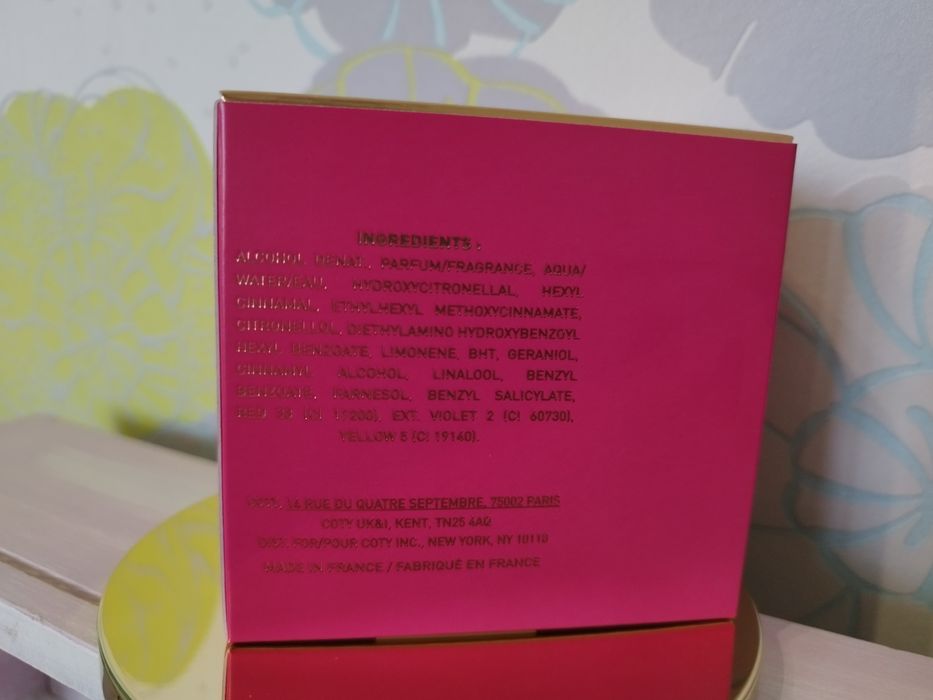 INGREDIENTS :
ALCOHOL DENAT., PARFUM/FRAGRANCE, AQUA/
WATER/EAU, HYDROXYCITRONELLAL, HEXYL
CINNAMAL, ETHYLHEXYL METHOXYCINNAMATE,
CITRONELLOL, DIETHYLAMINO HYDROXYBENZOYL
HEXYL BENZOATE, LIMONENE, BHT, GERANIOL,
CINNAMYL ALCOHOL, LINALOOL, BENZYL
BENZOATE, FARNESOL, BENZYL SALICYLATE,
RED 33 (CI 17200), EXT. VIOLET 2 (CI 60730),
YELLOW 5 (CI 19140).
14 RUE DU QUATRE SEPTEMBRE, 75002 PARIS
COTY UK&I, KENT, TN25 4AQ
DIST. FOR/POUR COTY INC., NEW YORK, NY 10118
MADE IN FRANCE / FABRIQUÉ EN FRANCE